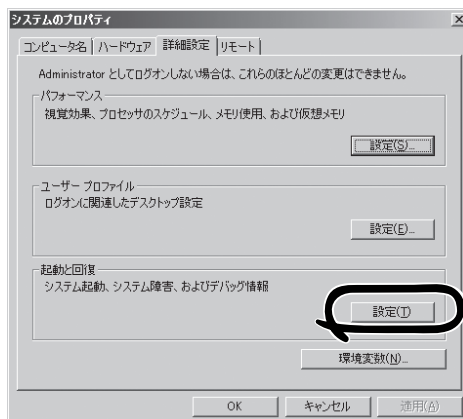 システムのプロパティ
コンピュータ名 ハードウェア 詳細設定 リモート
Administrator としてログオンしない場合は、これらのほとんどの変更はできません。
パフォーマンス
視覚効果、プロセッサのスケジュール、メモリ使用、および仮想メモリ
設定(S)...
ユーザー プロファイル
ログオンに関連したデスクトップ設定
設定(E)...
起動と回復
システム起動、システム障害、およびデバッグ情報
設定(T)
環境変数(N)...
OK キャンセル 適用(A)